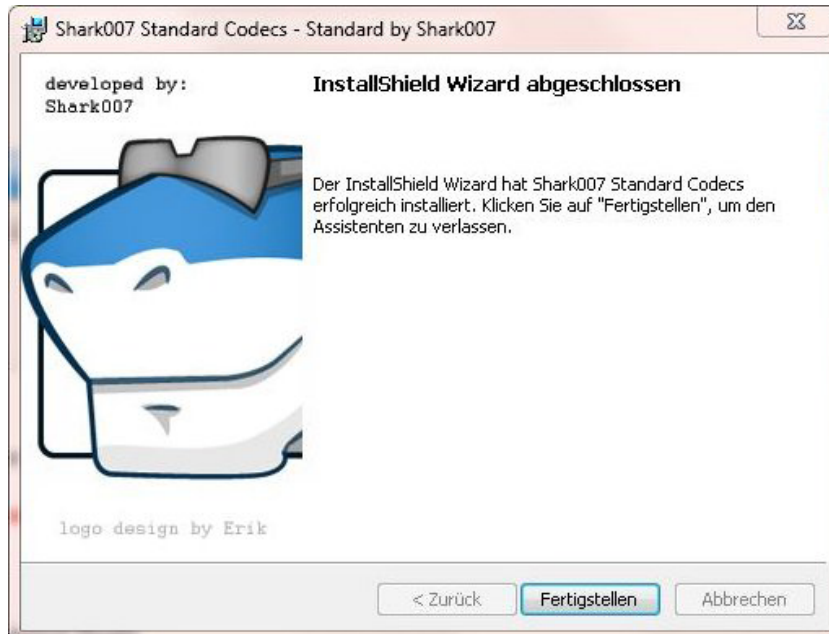 Shark007 Standard Codecs - Standard by Shark007
developed by:
Shark007
InstallShield Wizard abgeschlossen
Der InstallShield Wizard hat Shark007 Standard Codecs
erfolgreich installiert. Klicken Sie auf "Fertigstellen", um den
Assistenten zu verlassen.
logo design by Erik
< Zurück
Fertigstellen
Abbrechen